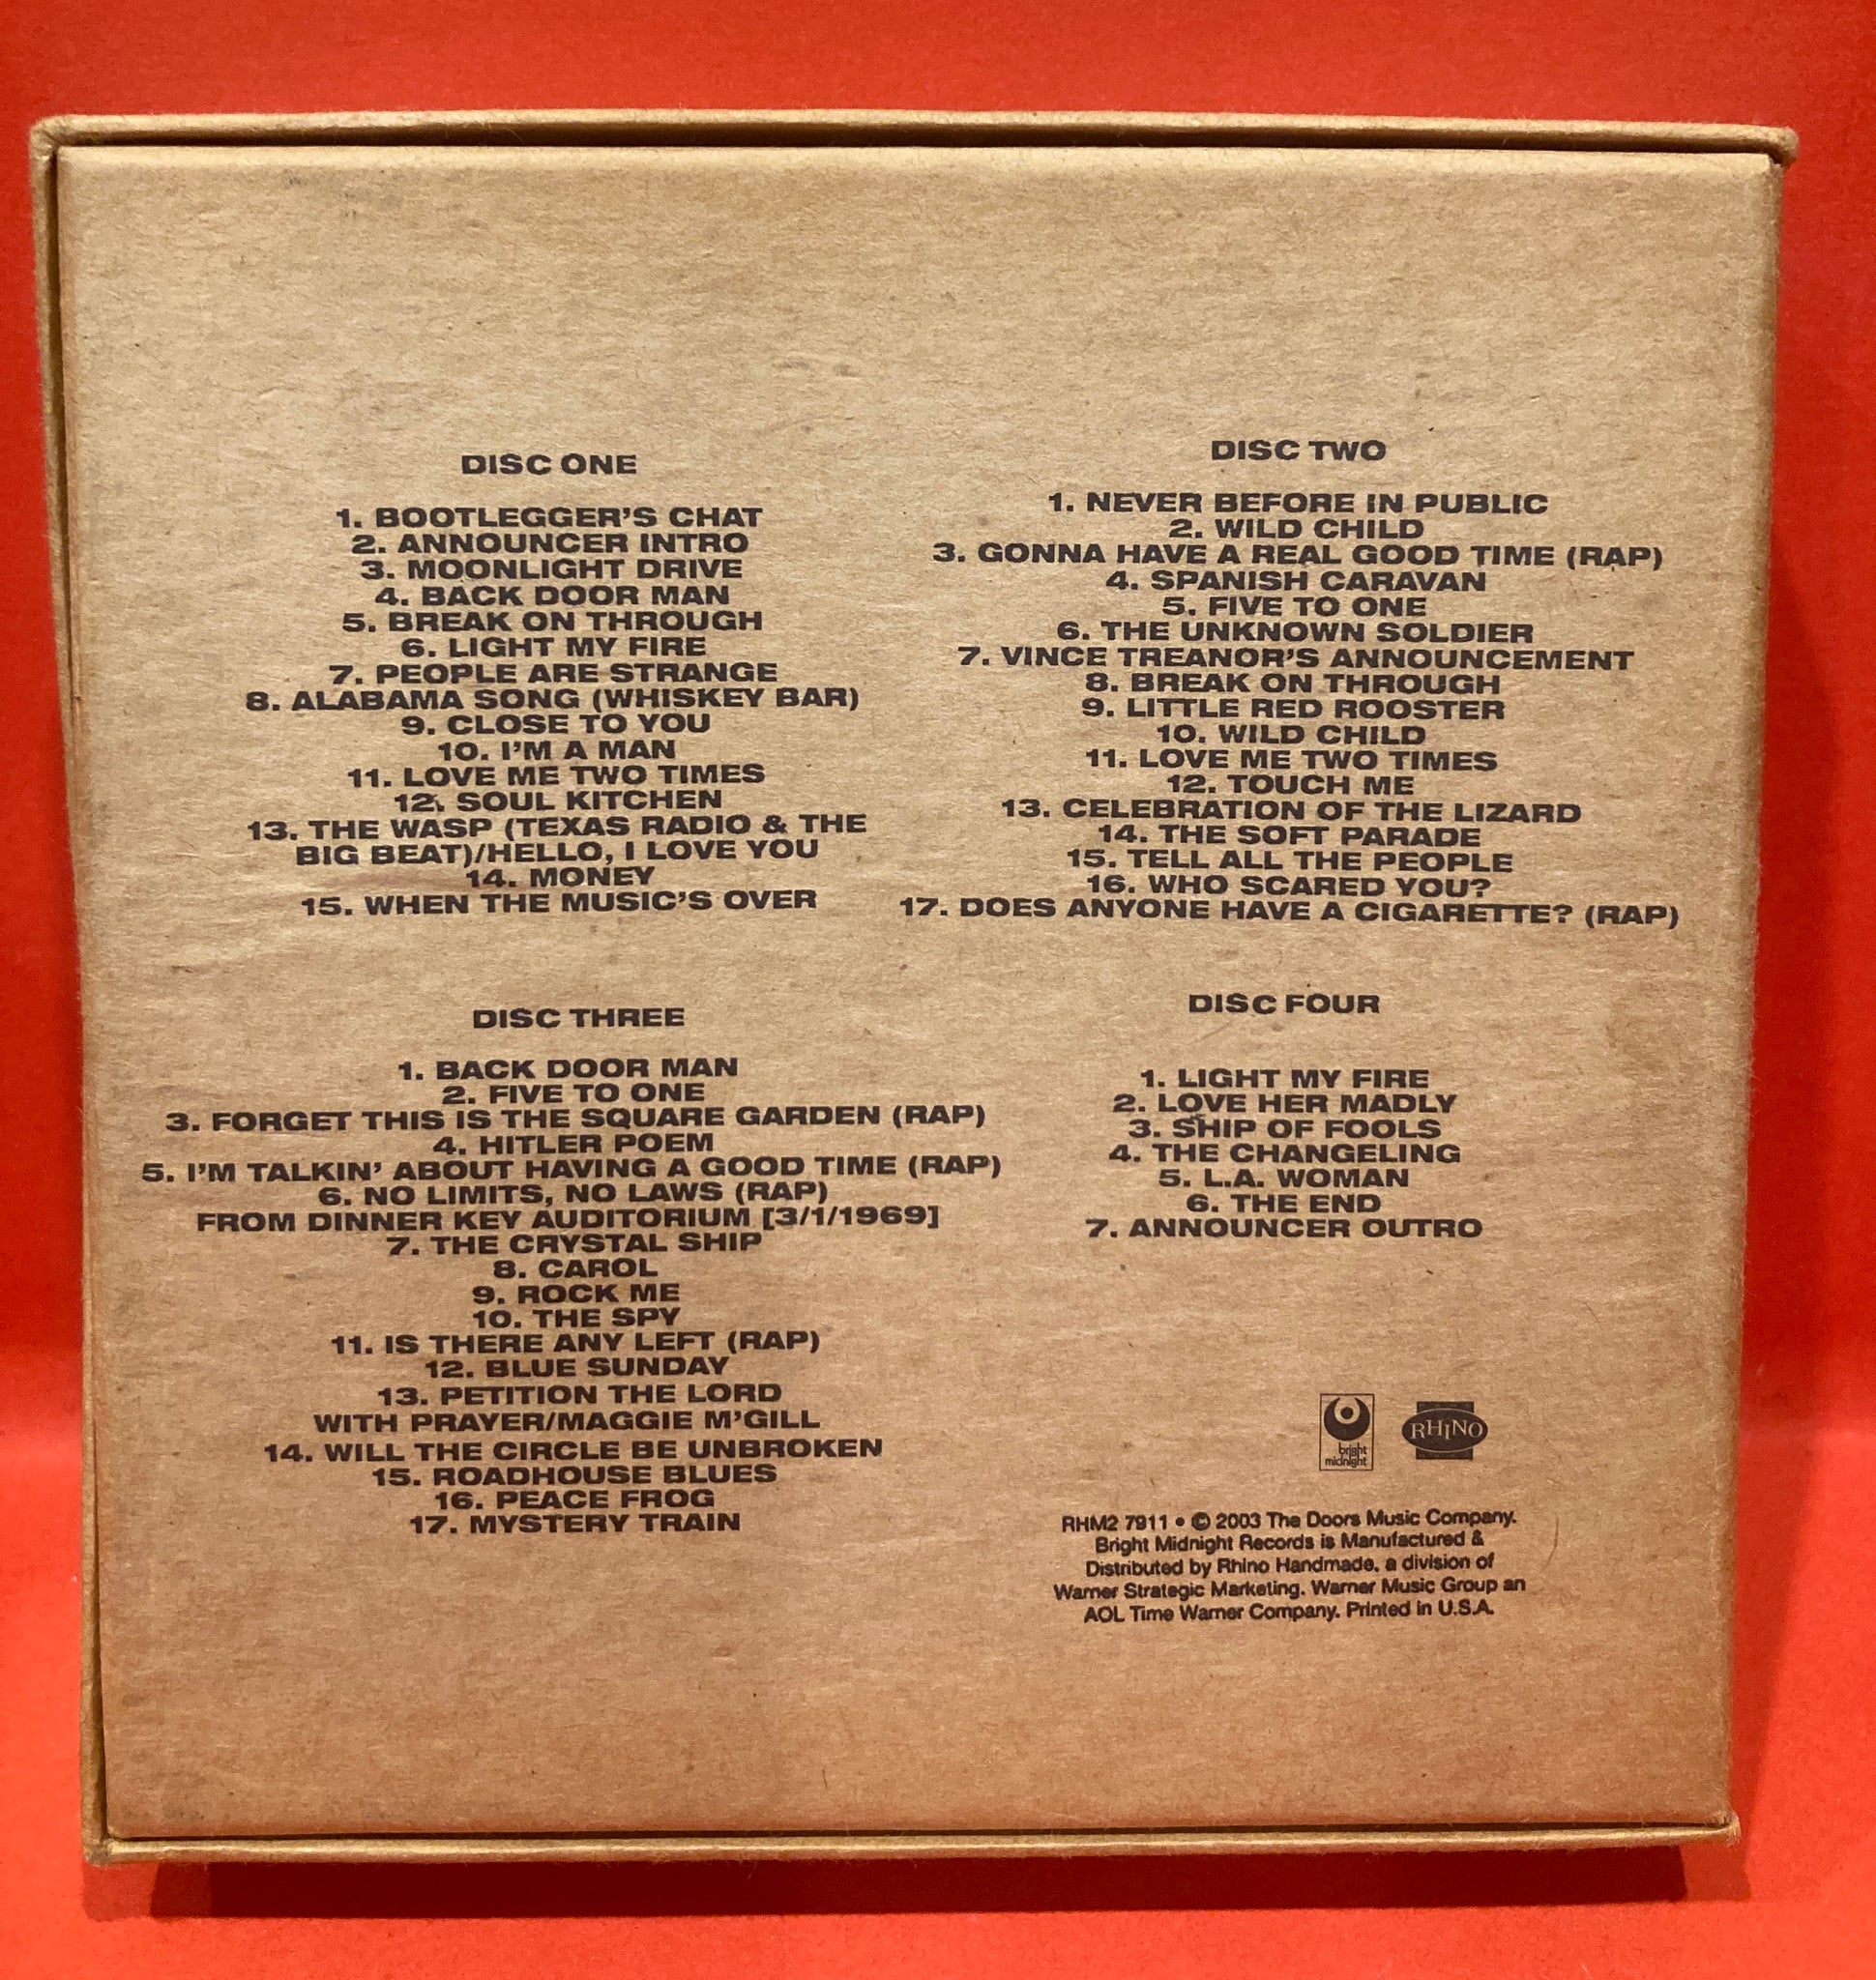 DISC ONE
1. BOOTLEGGER'S CHAT
2. ANNOUNCER INTRO
3. MOONLIGHT DRIVE
4. BACK DOOR MAN
5. BREAK ON THROUGH
6. LIGHT MY FIRE
7. PEOPLE ARE STRANGE
8. ALABAMA SONG (WHISKEY BAR)
9. CLOSE TO YOU
10. I'M A MAN
11. LOVE ME TWO TIMES
12. SOUL KITCHEN
13. THE WASP (TEXAS RADIO & THE
BIG BEAT)/HELLO, I LOVE YOU
14. MONEY
15. WHEN THE MUSIC'S OVER
DISC TWO
1. NEVER BEFORE IN PUBLIC
2. WILD CHILD
3. GONNA HAVE A REAL GOOD TIME (RAP)
4. SPANISH CARAVAN
5. FIVE TO ONE
6. THE UNKNOWN SOLDIER
7. VINCE TREANOR'S ANNOUNCEMENT
8. BREAK ON THROUGH
9. LITTLE RED ROOSTER
10. WILD CHILD
11. LOVE ME TWO TIMES
12. TOUCH ME
13. CELEBRATION OF THE LIZARD
14. THE SOFT PARADE
15. TELL ALL THE PEOPLE
16. WHO SCARED YOU?
17. DOES ANYONE HAVE A CIGARETTE? (RAP)
DISC THREE
1. BACK DOOR MAN
2. FIVE TO ONE
3. FORGET THIS IS THE SQUARE GARDEN (RAP)
4. HITLER POEM
5. I'M TALKIN' ABOUT HAVING A GOOD TIME (RAP)
6. NO LIMITS, NO LAWS (RAP)
FROM DINNER KEY AUDITORIUM [3/1/1969]
7. THE CRYSTAL SHIP
8. CAROL
9. ROCK ME
10. THE SPY
11. IS THERE ANY LEFT (RAP)
12. BLUE SUNDAY
13. PETITION THE LORD
WITH PRAYER/MAGGIE M'GILL
14. WILL THE CIRCLE BE UNBROKEN
15. ROADHOUSE BLUES
16. PEACE FROG
17. MYSTERY TRAIN
DISC FOUR
1. LIGHT MY FIRE
2. LOVE HER MADLY
3. SHIP OF FOOLS
4. THE CHANGELING
5. L.A. WOMAN
6. THE END
7. ANNOUNCER OUTRO
bright
midnight
RHINO
RHM2 7911 • © 2003 The Doors Music Company.
Bright Midnight Records is Manufactured &
Distributed by Rhino Handmade, a division of
Warner Strategic Marketing. Warner Music Group an
AOL Time Warner Company. Printed in U.S.A.